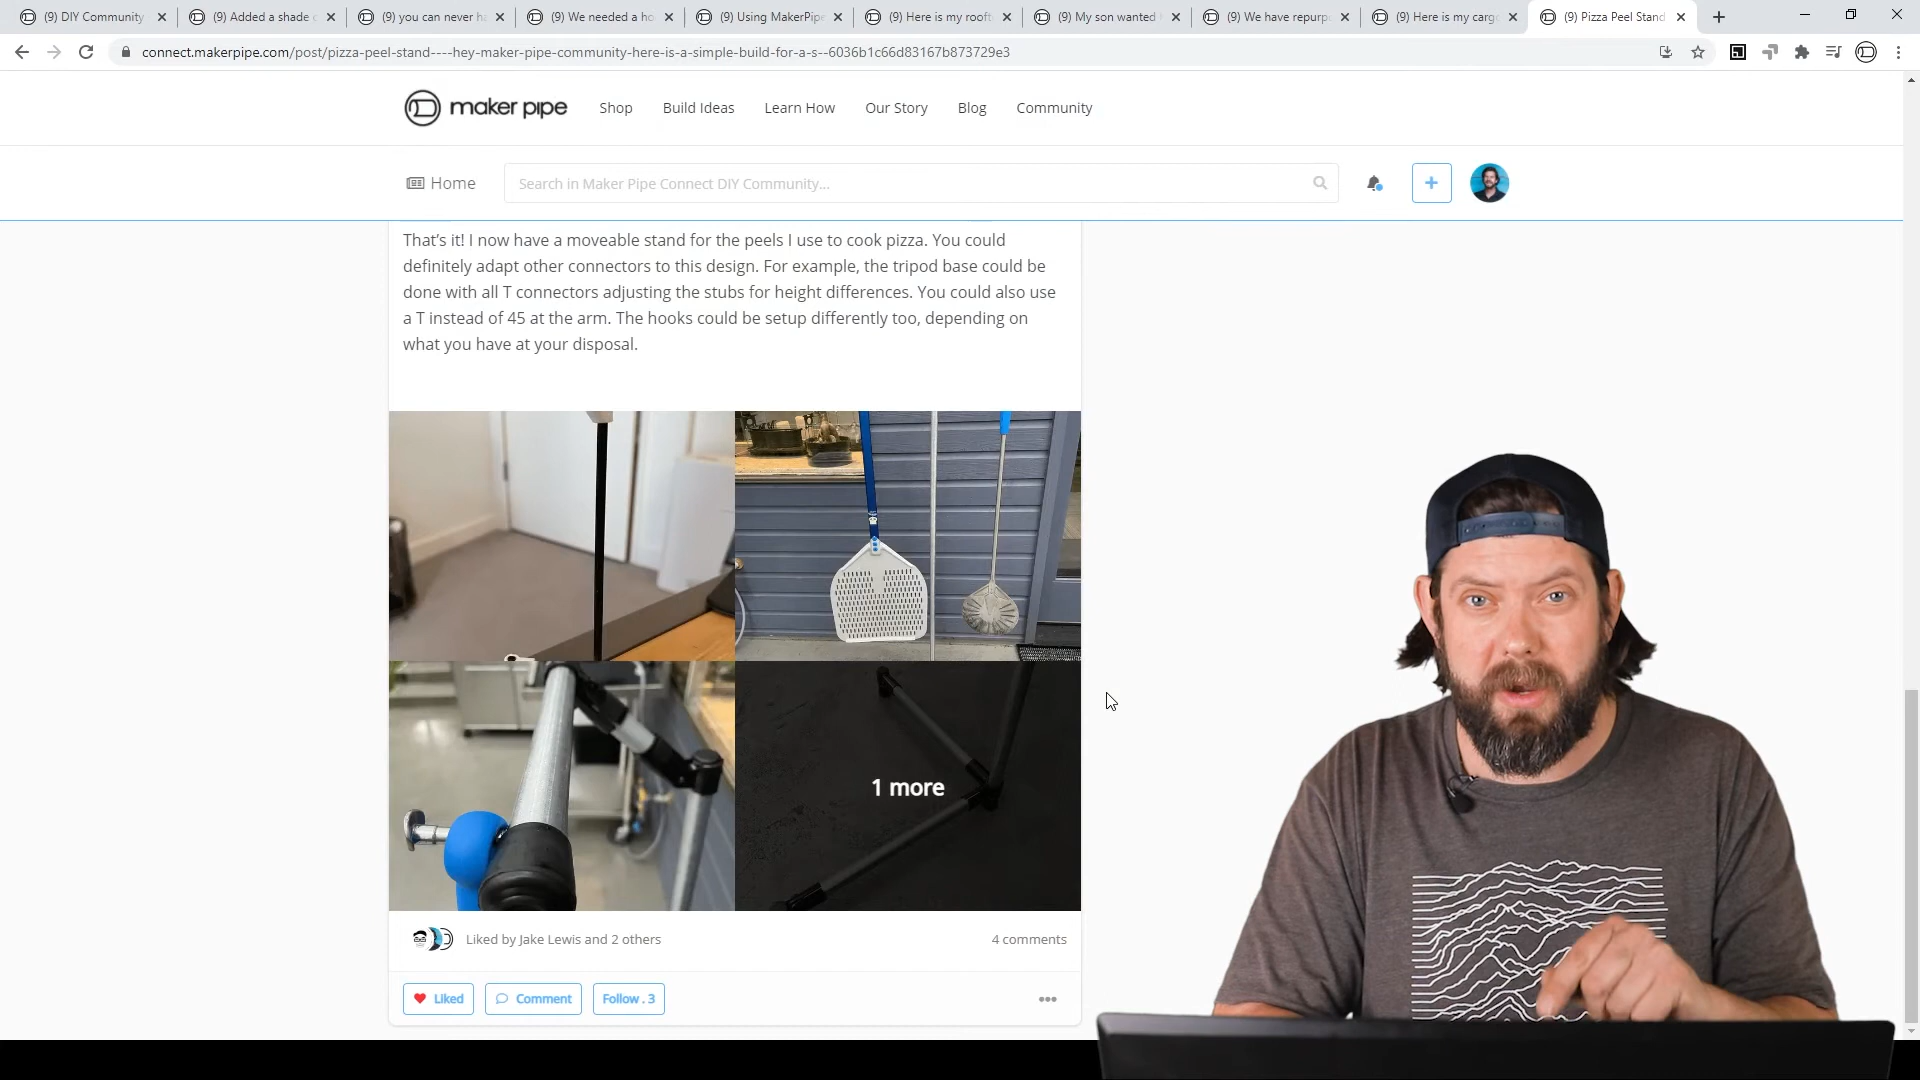 (9) DIY Community
(9) Added a shade
(9) you can never h
(9) We needed a ho
(9) Using MakerPipe
(9) Here is my rooft
(9) My son wanted
(9) We have repurp
(9) Here is my carg
(9) Pizza Peel Stand
connect.makerpipe.com/post/pizza-peel-stand----hey-maker-pipe-community-here-is-a-simple-build-for-a-s--6036b1c66d83167b873729e3
maker pipe
Shop
Build Ideas
Learn How
Our Story
Blog
Community
Home
Search in Maker Pipe Connect DIY Community...
That's it! I now have a moveable stand for the peels I use to cook pizza. You could
definitely adapt other connectors to this design. For example, the tripod base could be
done with all T connectors adjusting the stubs for height differences. You could also use
a T instead of 45 at the arm. The hooks could be setup differently too, depending on
what you have at your disposal.
1 more
Liked by Jake Lewis and 2 others
4 comments
Liked
Comment
Follow . 3